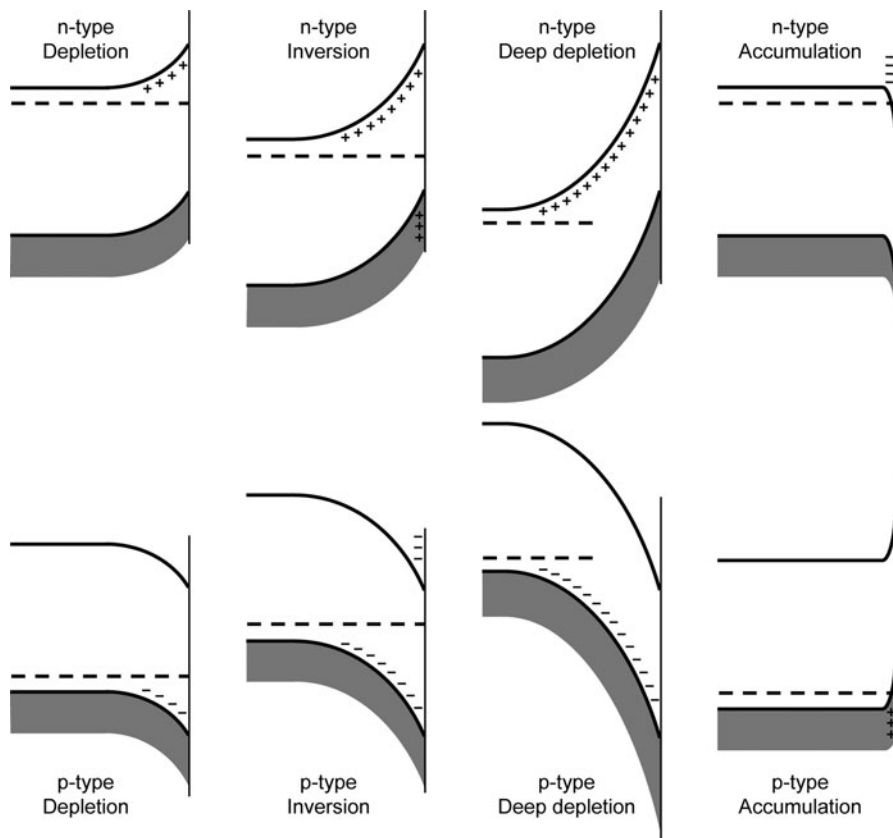 n-type
Depletion
n-type
Inversion
n-type
Deep depletion
n-type
Accumulation
p-type
Depletion
p-type
Inversion
p-type
Deep depletion
p-type
Accumulation